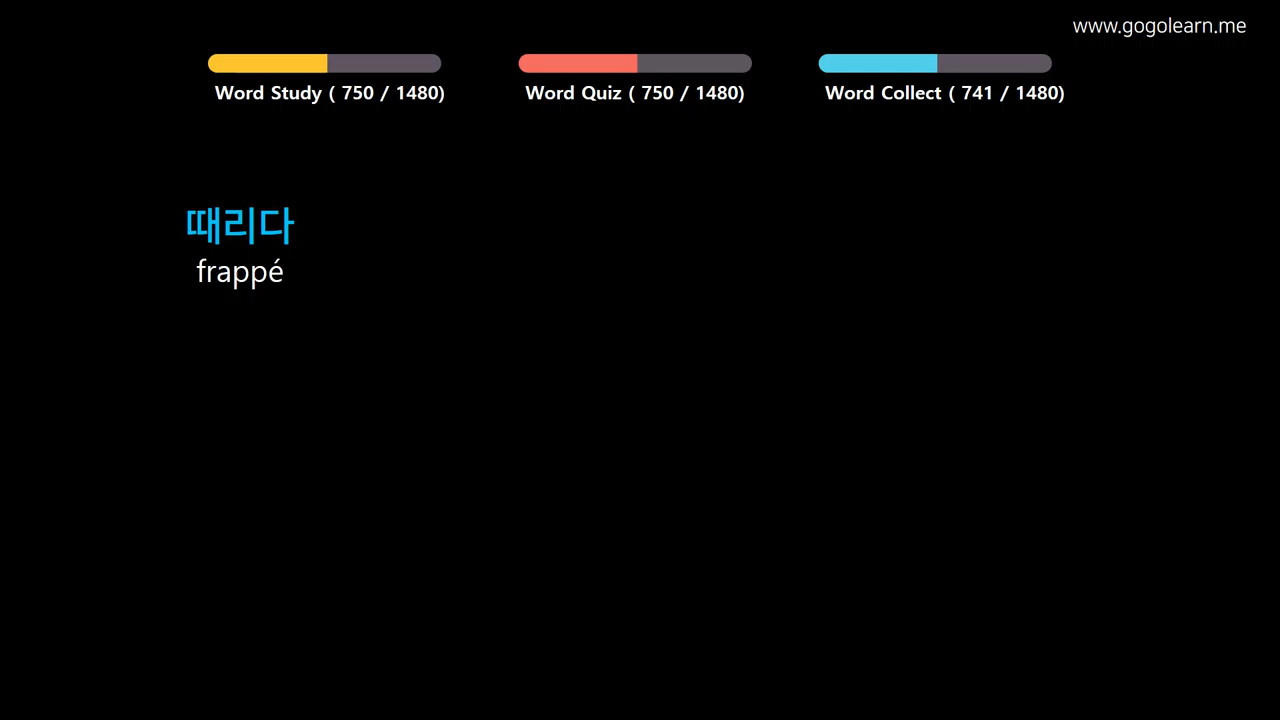 www.gogolearn.me
Word Study ( 750 / 1480)
Word Quiz ( 750 / 1480)
Word Collect ( 741 / 1480)
때리다
frappé